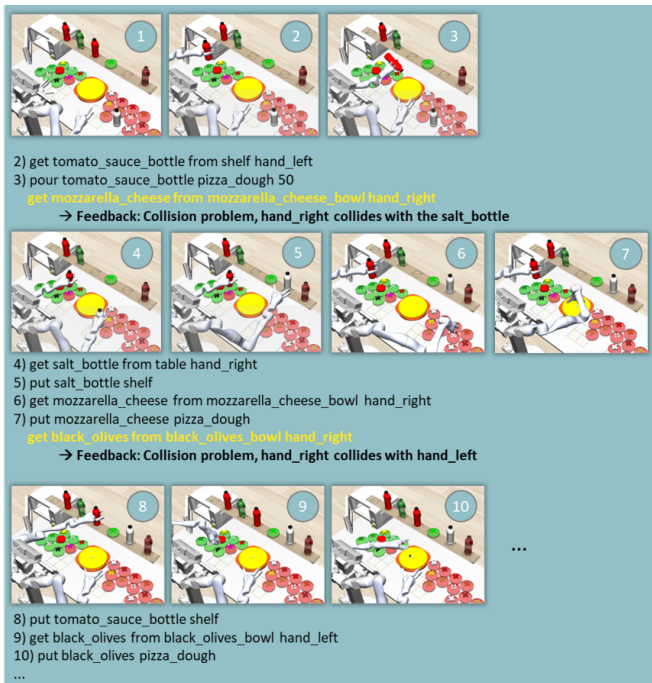 1
2
3
2) get tomato_sauce_bottle from shelf hand_left
3) pour tomato_sauce_bottle pizza_dough 50
get mozzarella_cheese from mozzarella_cheese_bowl hand_right
→ Feedback: Collision problem, hand_right collides with the salt_bottle
4
5
6
7
4) get salt_bottle from table hand_right
5) put salt_bottle shelf
6) get mozzarella_cheese from mozzarella_cheese_bowl hand_right
7) put mozzarella_cheese pizza_dough
get black_olives from black_olives_bowl hand_right
→ Feedback: Collision problem, hand_right collides with hand_left
8
9
10
...
8) put tomato_sauce_bottle shelf
9) get black_olives from black_olives_bowl hand_left
10) put black_olives pizza_dough
...